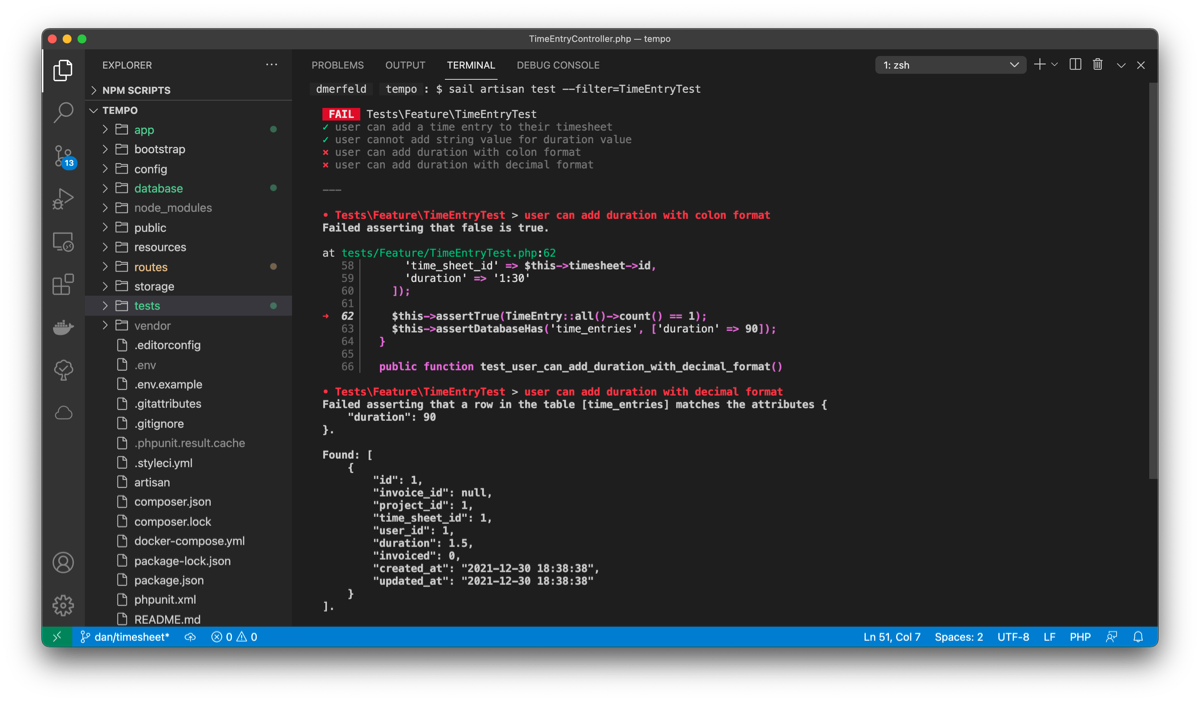 TimeEntryController.php — tempo
EXPLORER
NPM SCRIPTS
TEMPO
app
bootstrap
config
database
node_modules
public
resources
routes
storage
tests
vendor
.editorconfig
.env
.env.example
.gitattributes
.gitignore
.phpunit.result.cache
.styleci.yml
artisan
composer.json
composer.lock
docker-compose.yml
package-lock.json
package.json
phpunit.xml
README.md
13
PROBLEMS OUTPUT TERMINAL DEBUG CONSOLE 1: zsh
dmerfeld tempo : $ sail artisan test --filter=TimeEntryTest
FAIL Tests\Feature\TimeEntryTest
✓ user can add a time entry to their timesheet
✓ user cannot add string value for duration value
⨯ user can add duration with colon format
⨯ user can add duration with decimal format
---
• Tests\Feature\TimeEntryTest > user can add duration with colon format
Failed asserting that false is true.
at tests/Feature/TimeEntryTest.php:62
58| 'time_sheet_id' => $this->timesheet->id,
59| 'duration' => '1:30'
60| ]);
61|
➜ 62| $this->assertTrue(TimeEntry::all()->count() == 1);
63| $this->assertDatabaseHas('time_entries', ['duration' => 90]);
64| }
65|
66| public function test_user_can_add_duration_with_decimal_format()
• Tests\Feature\TimeEntryTest > user can add duration with decimal format
Failed asserting that a row in the table [time_entries] matches the attributes {
"duration": 90
}.
Found: [
{
"id": 1,
"invoice_id": null,
"project_id": 1,
"time_sheet_id": 1,
"user_id": 1,
"duration": 1.5,
"invoiced": 0,
"created_at": "2021-12-30 18:38:38",
"updated_at": "2021-12-30 18:38:38"
}
].
dan/timesheet* 0 0 Ln 51, Col 7 Spaces: 2 UTF-8 LF PHP